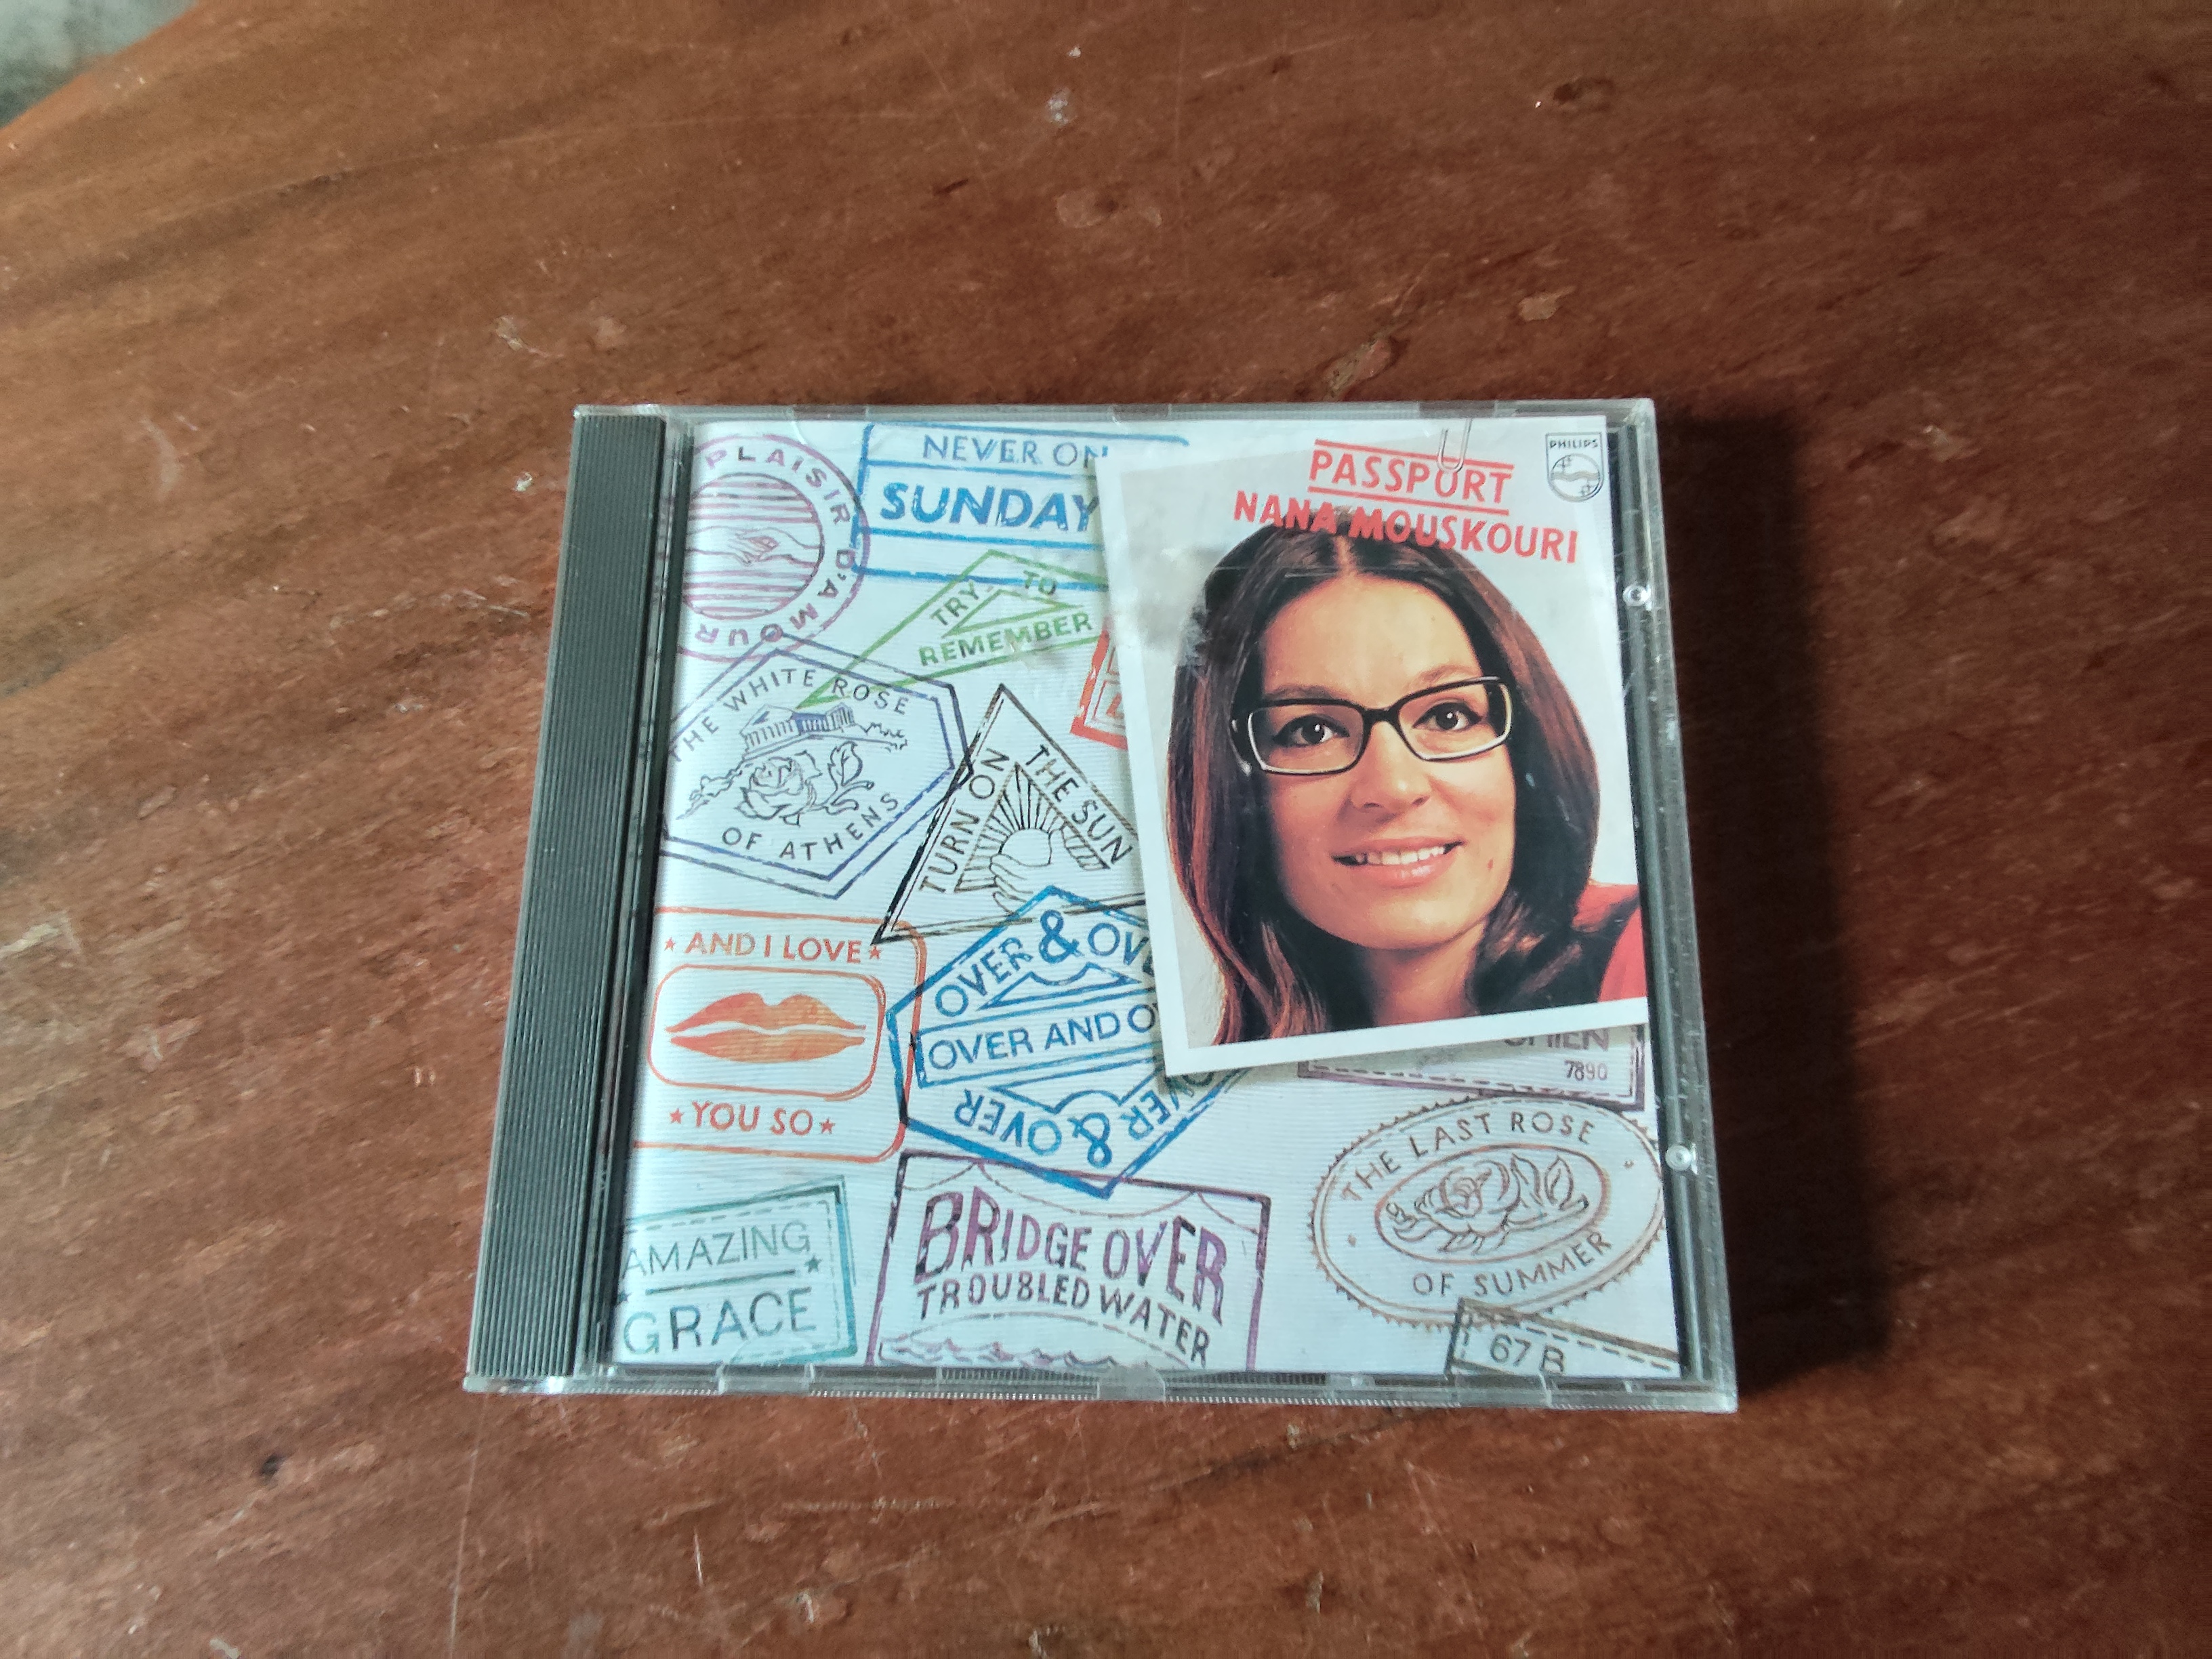 PLAISIR D'AMOUR
NEVER ON
SUNDAY
PASSPORT
NANA MOUSKOURI
PHILIPS
TRY TO
REMEMBER
THE WHITE ROSE
OF ATHENS
TURN ON
THE SUN
AND I LOVE
YOU SO
OVER & OV
OVER AND O
OVER & OVER
7890
THE LAST ROSE
OF SUMMER
AMAZING
GRACE
BRIDGE OVER
TROUBLED WATER
67 B